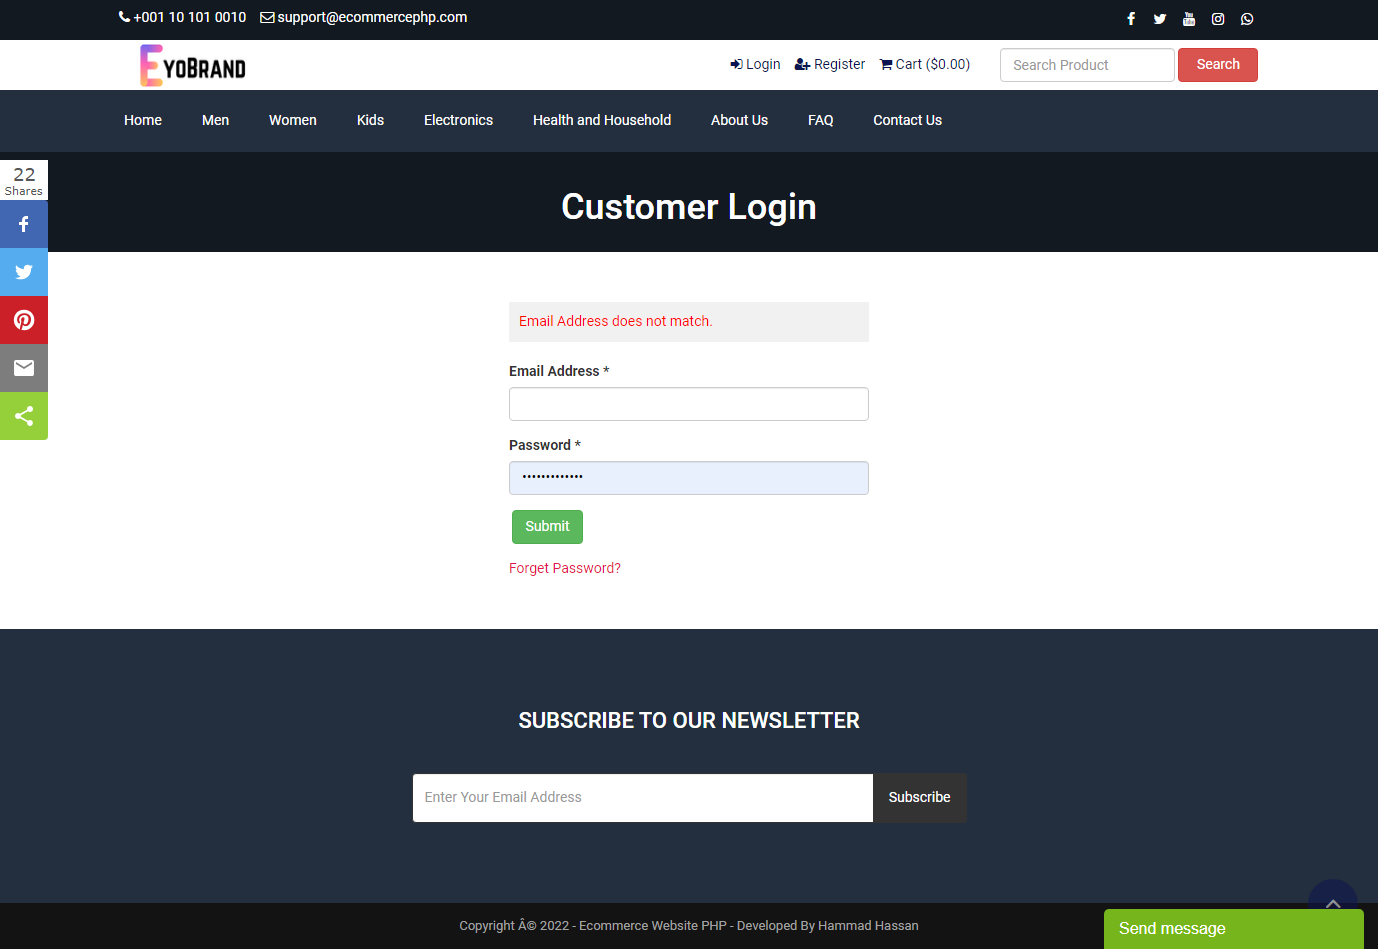 +001 10 101 0010 support@ecommercephp.com
EYOBRAND
Login Register Cart ($0.00) Search Product Search
Home Men Women Kids Electronics Health and Household About Us FAQ Contact Us
22
Shares
Customer Login
Email Address does not match.
Email Address *
Password *
•••••••••••••
Submit
Forget Password?
SUBSCRIBE TO OUR NEWSLETTER
Enter Your Email Address Subscribe
Copyright Â© 2022 - Ecommerce Website PHP - Developed By Hammad Hassan
Send message